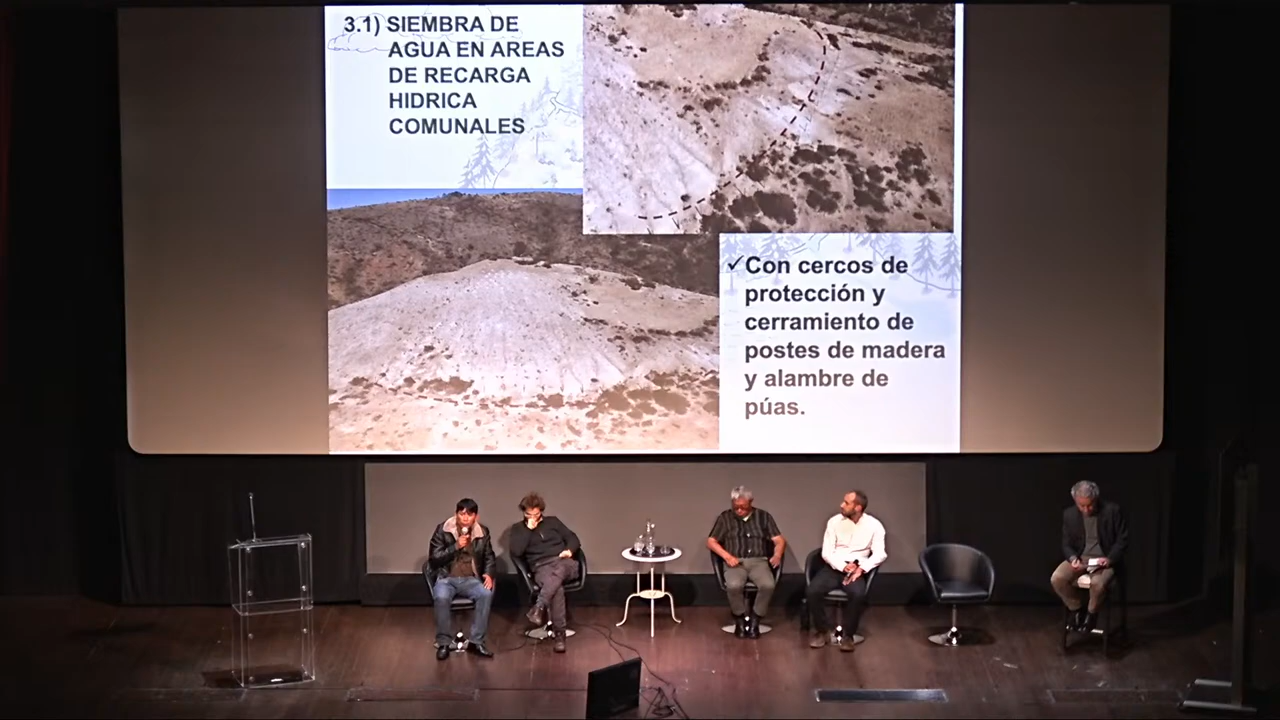 3.1) SIEMBRA DE
AGUA EN AREAS
DE RECARGA
HIDRICA
COMUNALES
✓Con cercos de
protección y
cerramiento de
postes de madera
y alambre de
púas.